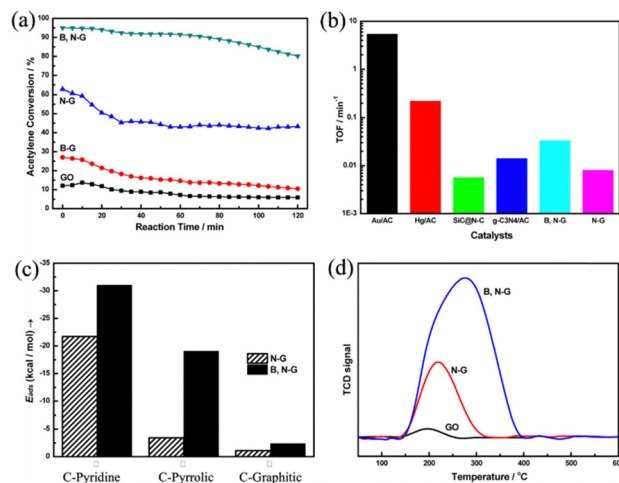 (a)
Acetylene Conversion / %
100
90
80
70
60
50
40
30
20
10
0
B, N-G
N-G
B-G
GO
0 20 40 60 80 100 120
Reaction Time / min
(b)
TOF / min⁻¹
10
1
0.1
0.01
1E-3
Au/AC Hg/AC SiC@N-C g-C3N4/AC B, N-G N-G
Catalysts
(c)
Eads (kcal / mol) →
-35
-30
-25
-20
-15
-10
-5
0
N-G
B, N-G
C-Pyridine C-Pyrrolic C-Graphitic
(d)
TCD signal
B, N-G
N-G
GO
100 200 300 400 500 600
Temperature / °C